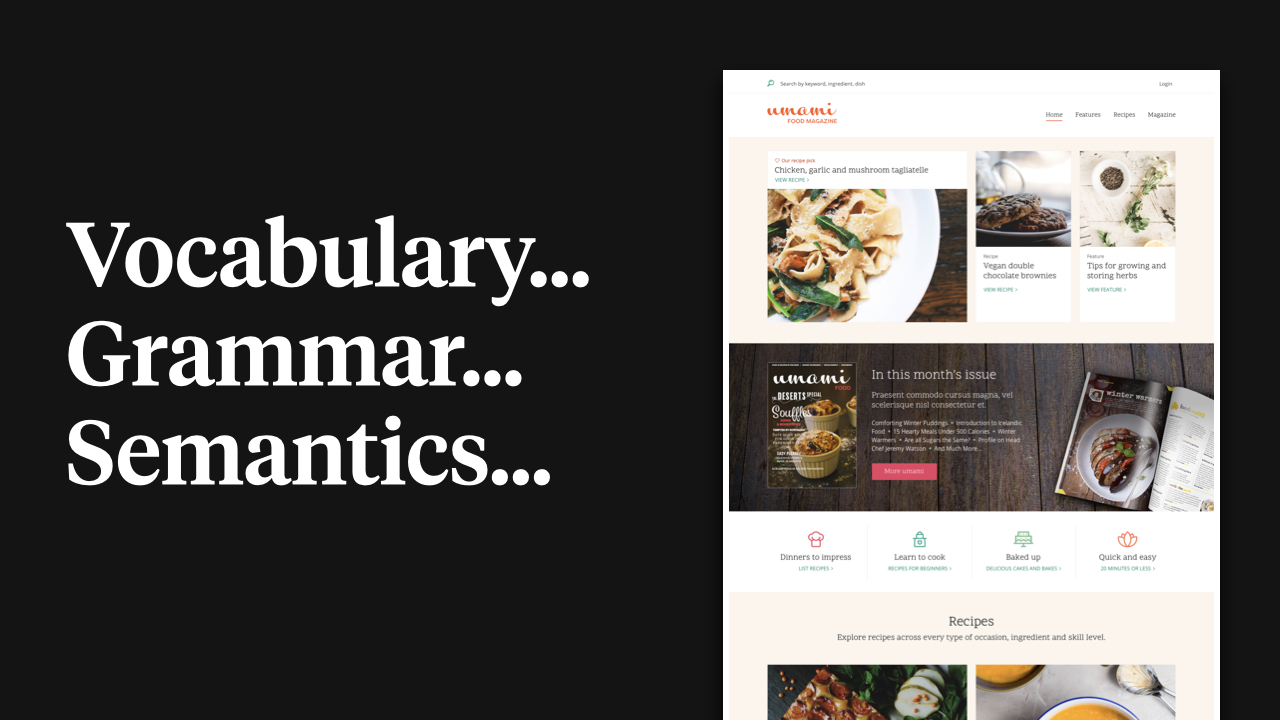 Vocabulary...
Grammar...
Semantics...
Search by keyword, ingredient, dish
Login
umami
FOOD MAGAZINE
Home Features Recipes Magazine
Our recipe pick
Chicken, garlic and mushroom tagliatelle
VIEW RECIPE >
Recipe
Vegan double
chocolate brownies
VIEW RECIPE >
Feature
Tips for growing and
storing herbs
VIEW FEATURE >
umami
FOOD
THE DESERTS SPECIAL
Souffles
EASY PEASEY
In this month's issue
Praesent commodo cursus magna, vel
scelerisque nisl consectetur et.
Comforting Winter Puddings • Introduction to Icelandic
Food • 15 Hearty Meals Under 500 Calories • Winter
Warmers • Are all Sugars the Same? • Profile on Head
Chef Jeremy Watson • And Much More...
More umami
winter warmers
Dinners to impress
LIST RECIPES >
Learn to cook
RECIPES FOR BEGINNERS >
Baked up
DELICIOUS CAKES AND BAKES >
Quick and easy
20 MINUTES OR LESS >
Recipes
Explore recipes across every type of occasion, ingredient and skill level.